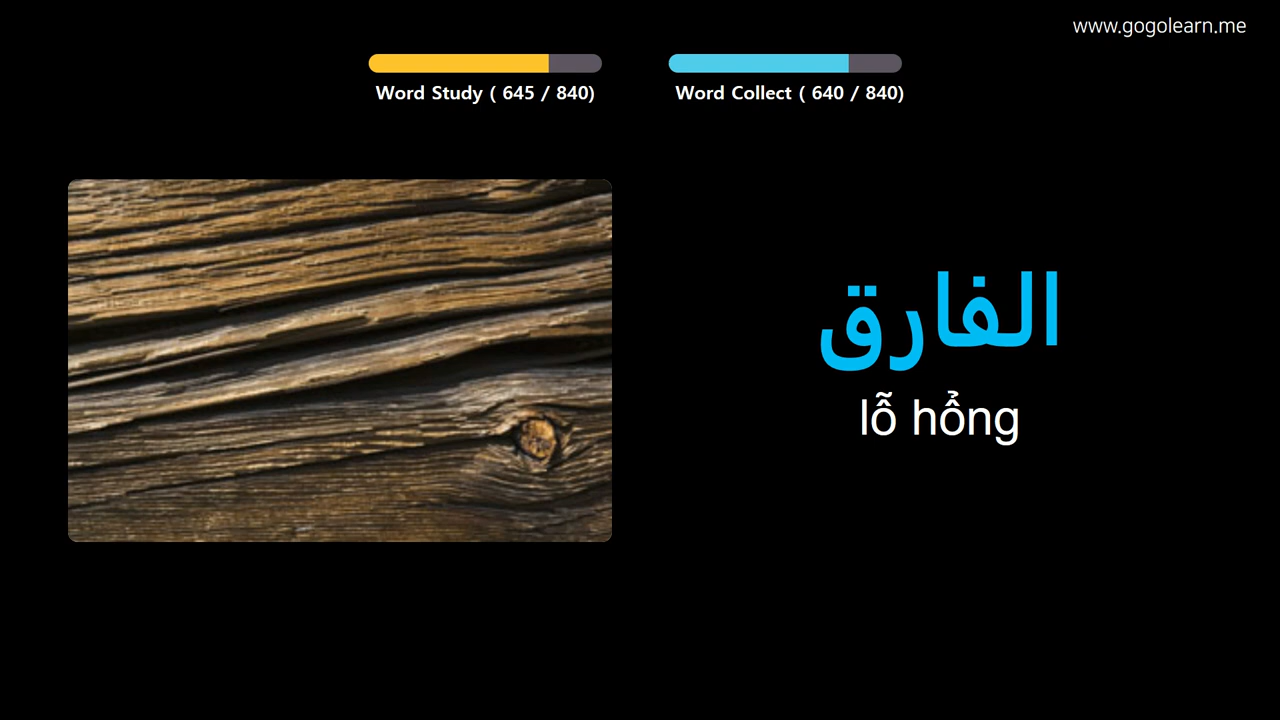 www.gogolearn.me
Word Study ( 645 / 840)
Word Collect ( 640 / 840)
الفارق
lỗ hổng